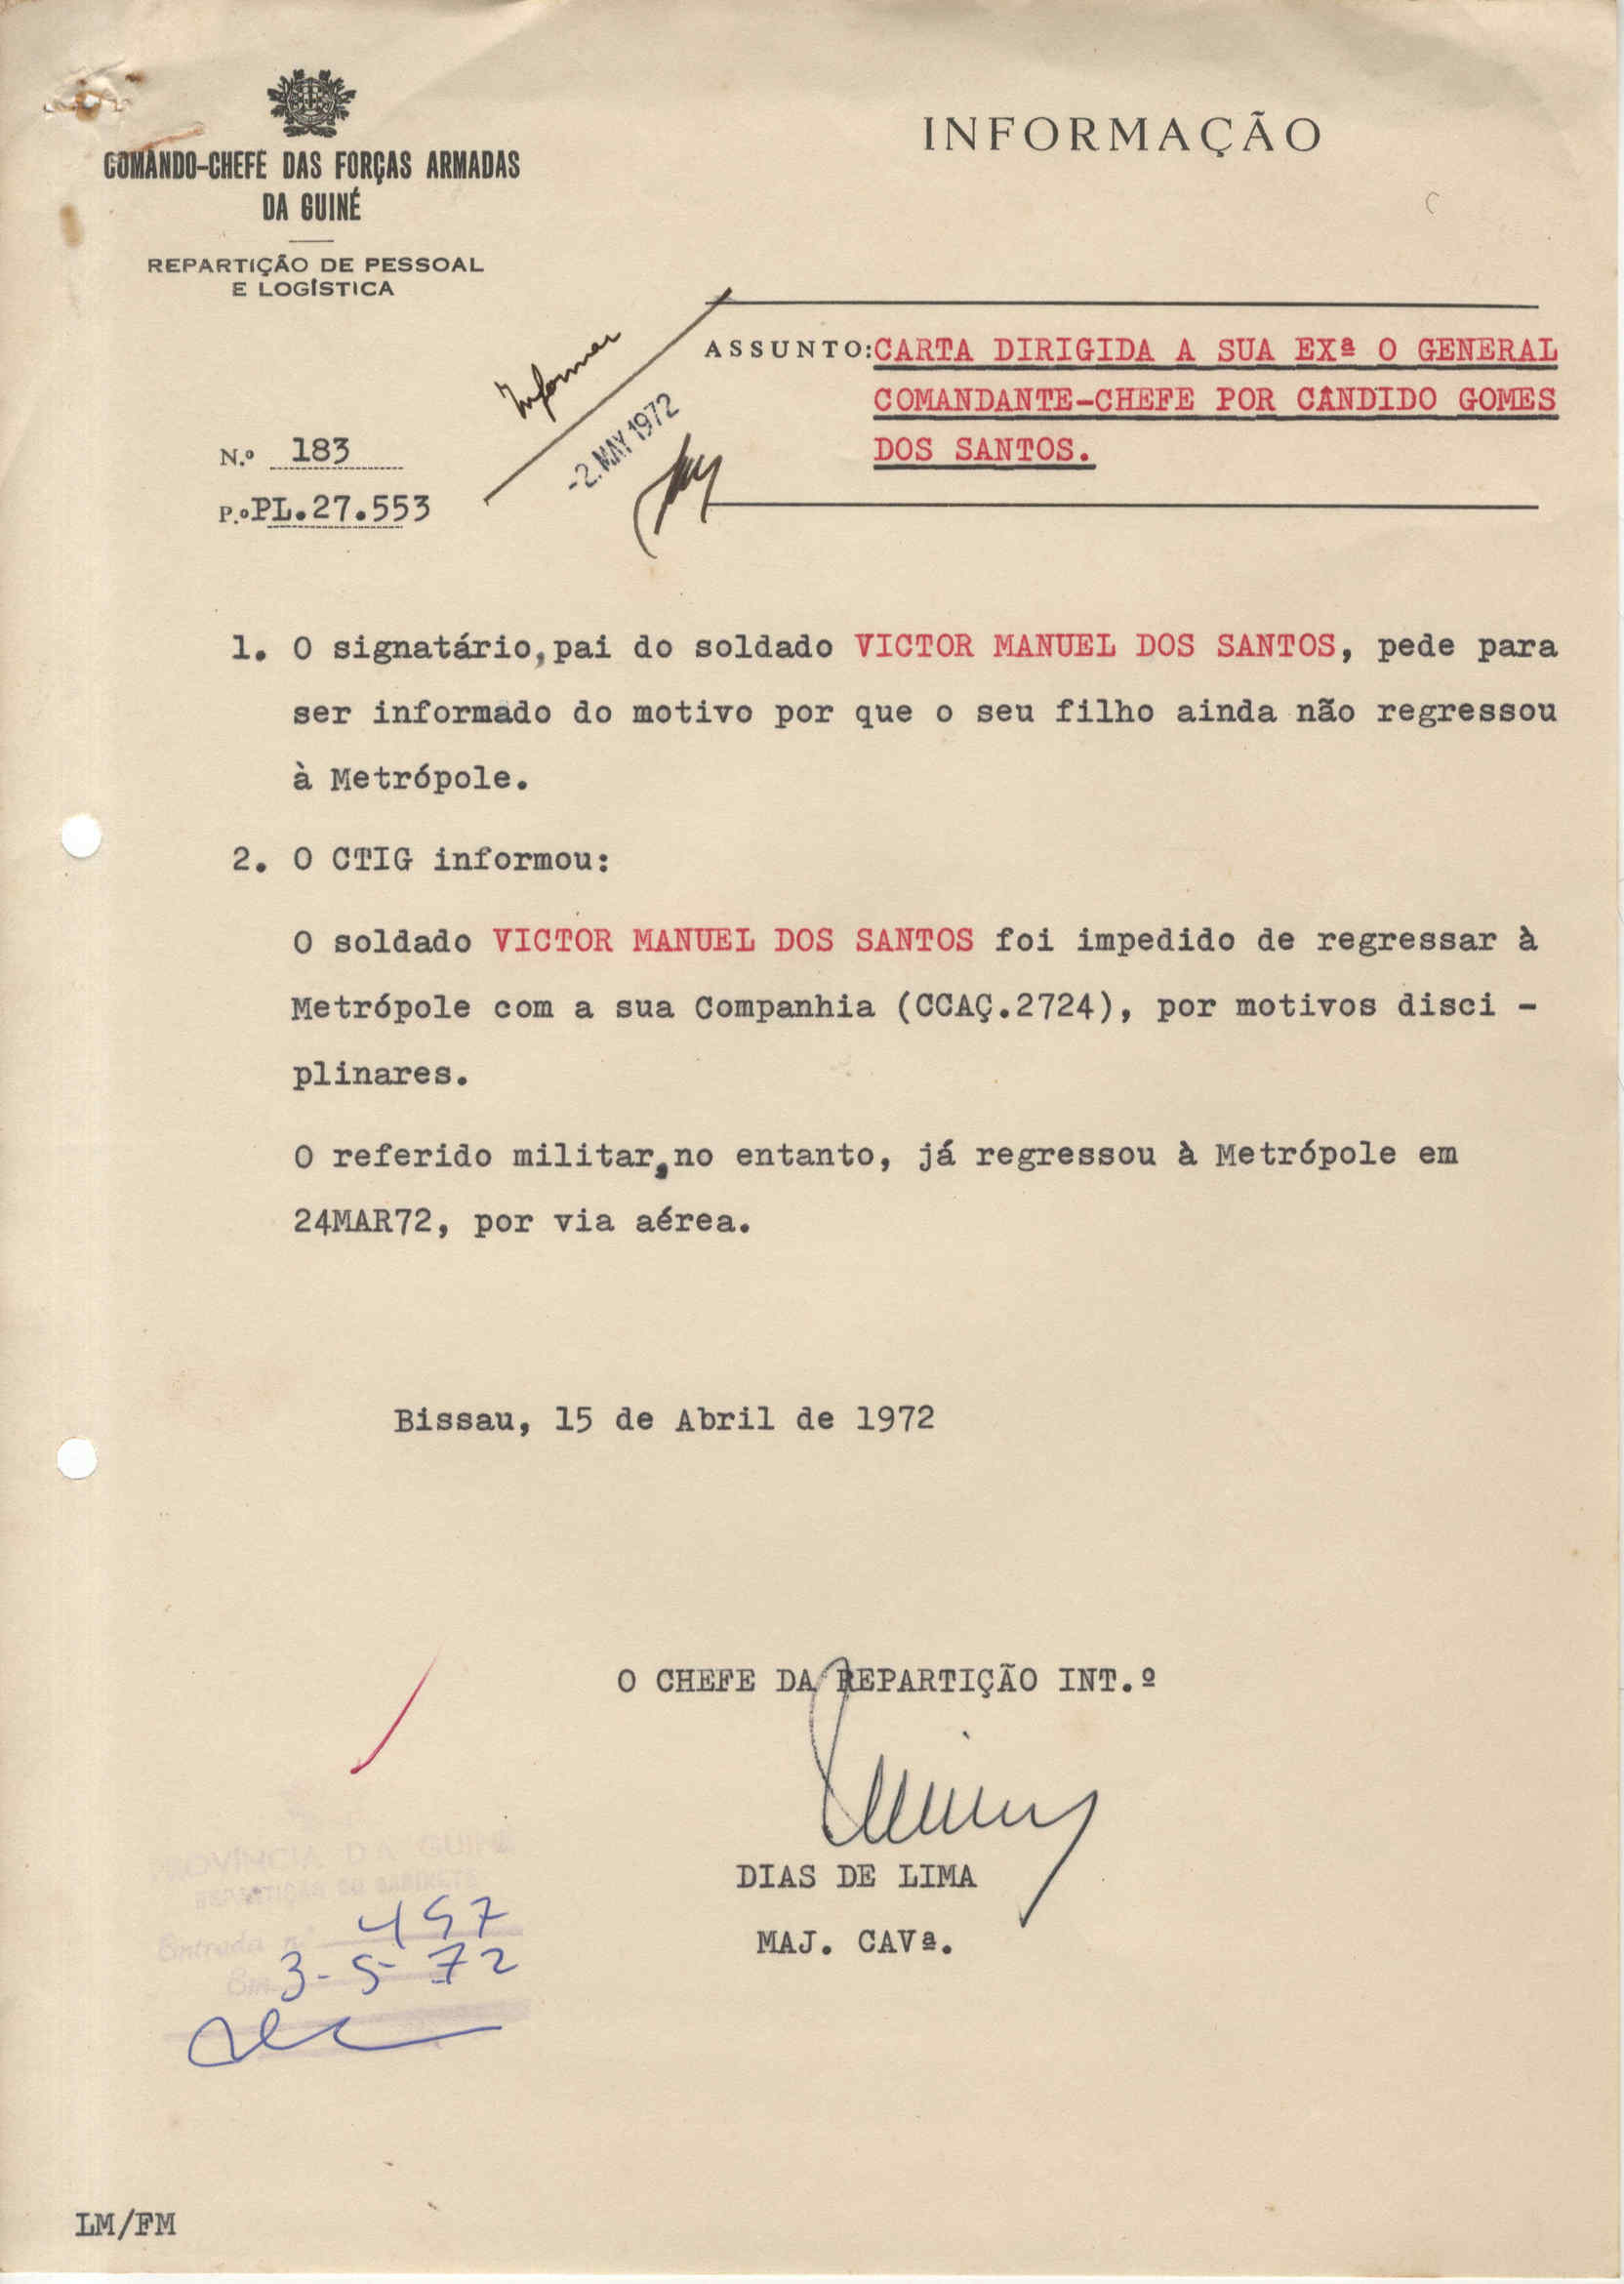 COMANDO-CHEFE DAS FORÇAS ARMADAS
DA GUINÉ
REPARTIÇÃO DE PESSOAL
E LOGÍSTICA
INFORMAÇÃO
Informar
-2.MAY 1972
ASSUNTO:CARTA DIRIGIDA A SUA EXª O GENERAL
COMANDANTE-CHEFE POR CÂNDIDO GOMES
DOS SANTOS.
N.º 183
P.ºPL.27.553
1. O signatário,pai do soldado VICTOR MANUEL DOS SANTOS, pede para
ser informado do motivo por que o seu filho ainda não regressou
à Metrópole.
2. O CTIG informou:
O soldado VICTOR MANUEL DOS SANTOS foi impedido de regressar à
Metrópole com a sua Companhia (CCAÇ.2724), por motivos disci -
plinares.
O referido militar,no entanto, já regressou à Metrópole em
24MAR72, por via aérea.
Bissau, 15 de Abril de 1972
O CHEFE DA REPARTIÇÃO INT.º
DIAS DE LIMA
MAJ. CAVª.
PROVÍNCIA DA GUINÉ
REPARTIÇÃO DO GABINETE
Entrada n.º 497
Em 3-5-72
LM/FM